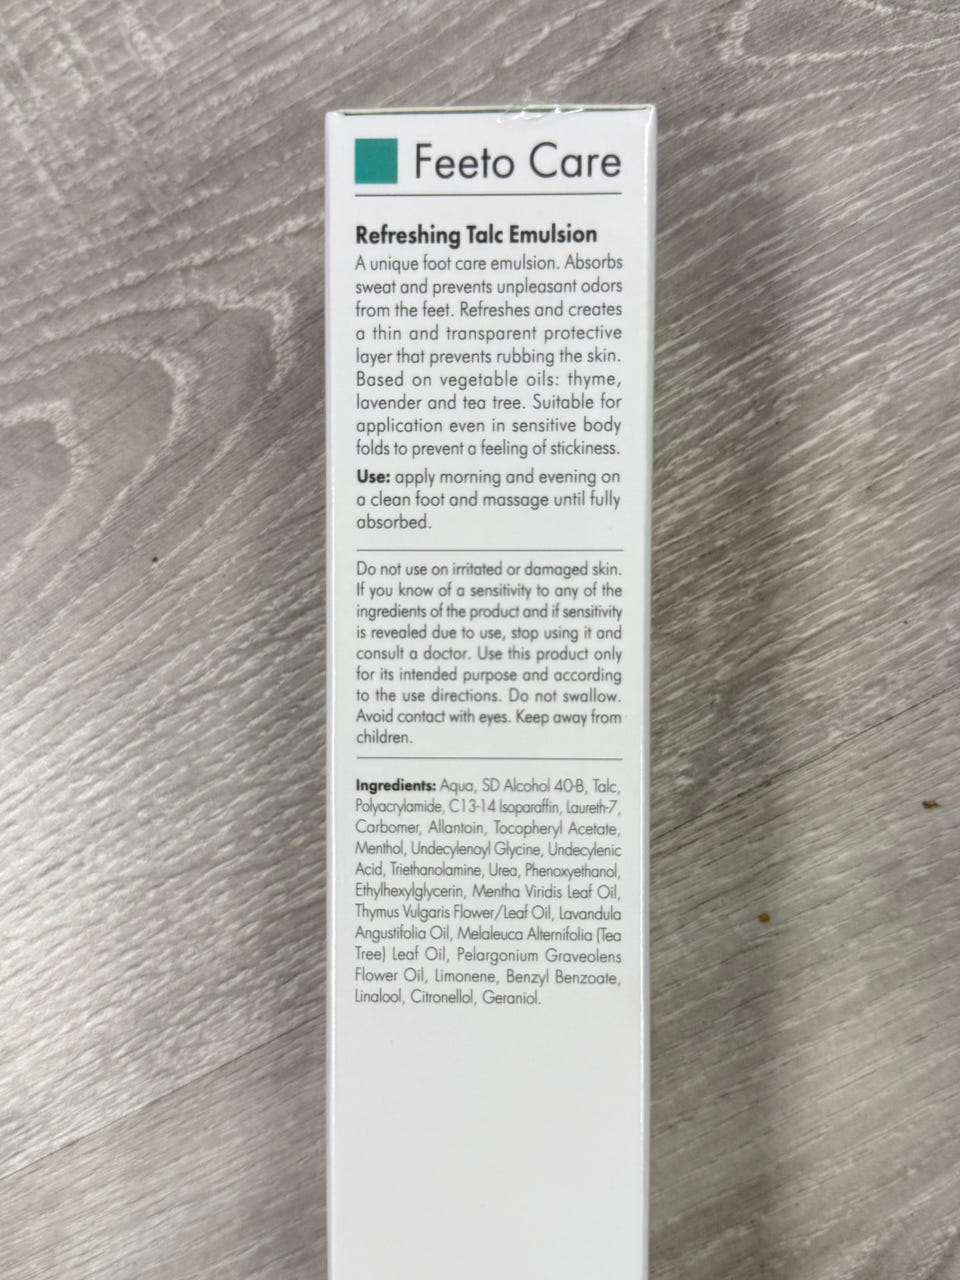 Feeto Care
Refreshing Talc Emulsion
A unique foot care emulsion. Absorbs
sweat and prevents unpleasant odors
from the feet. Refreshes and creates
a thin and transparent protective
layer that prevents rubbing the skin.
Based on vegetable oils: thyme,
lavender and tea tree. Suitable for
application even in sensitive body
folds to prevent a feeling of stickiness.
Use: apply morning and evening on
a clean foot and massage until fully
absorbed.
Do not use on irritated or damaged skin.
If you know of a sensitivity to any of the
ingredients of the product and if sensitivity
is revealed due to use, stop using it and
consult a doctor. Use this product only
for its intended purpose and according
to the use directions. Do not swallow.
Avoid contact with eyes. Keep away from
children.
Ingredients: Aqua, SD Alcohol 40-B, Talc,
Polyacrylamide, C13-14 Isoparaffin, Laureth-7,
Carbomer, Allantoin, Tocopheryl Acetate,
Menthol, Undecylenoyl Glycine, Undecylenic
Acid, Triethanolamine, Urea, Phenoxyethanol,
Ethylhexylglycerin, Mentha Viridis Leaf Oil,
Thymus Vulgaris Flower/Leaf Oil, Lavandula
Angustifolia Oil, Melaleuca Alternifolia (Tea
Tree) Leaf Oil, Pelargonium Graveolens
Flower Oil, Limonene, Benzyl Benzoate,
Linalool, Citronellol, Geraniol.